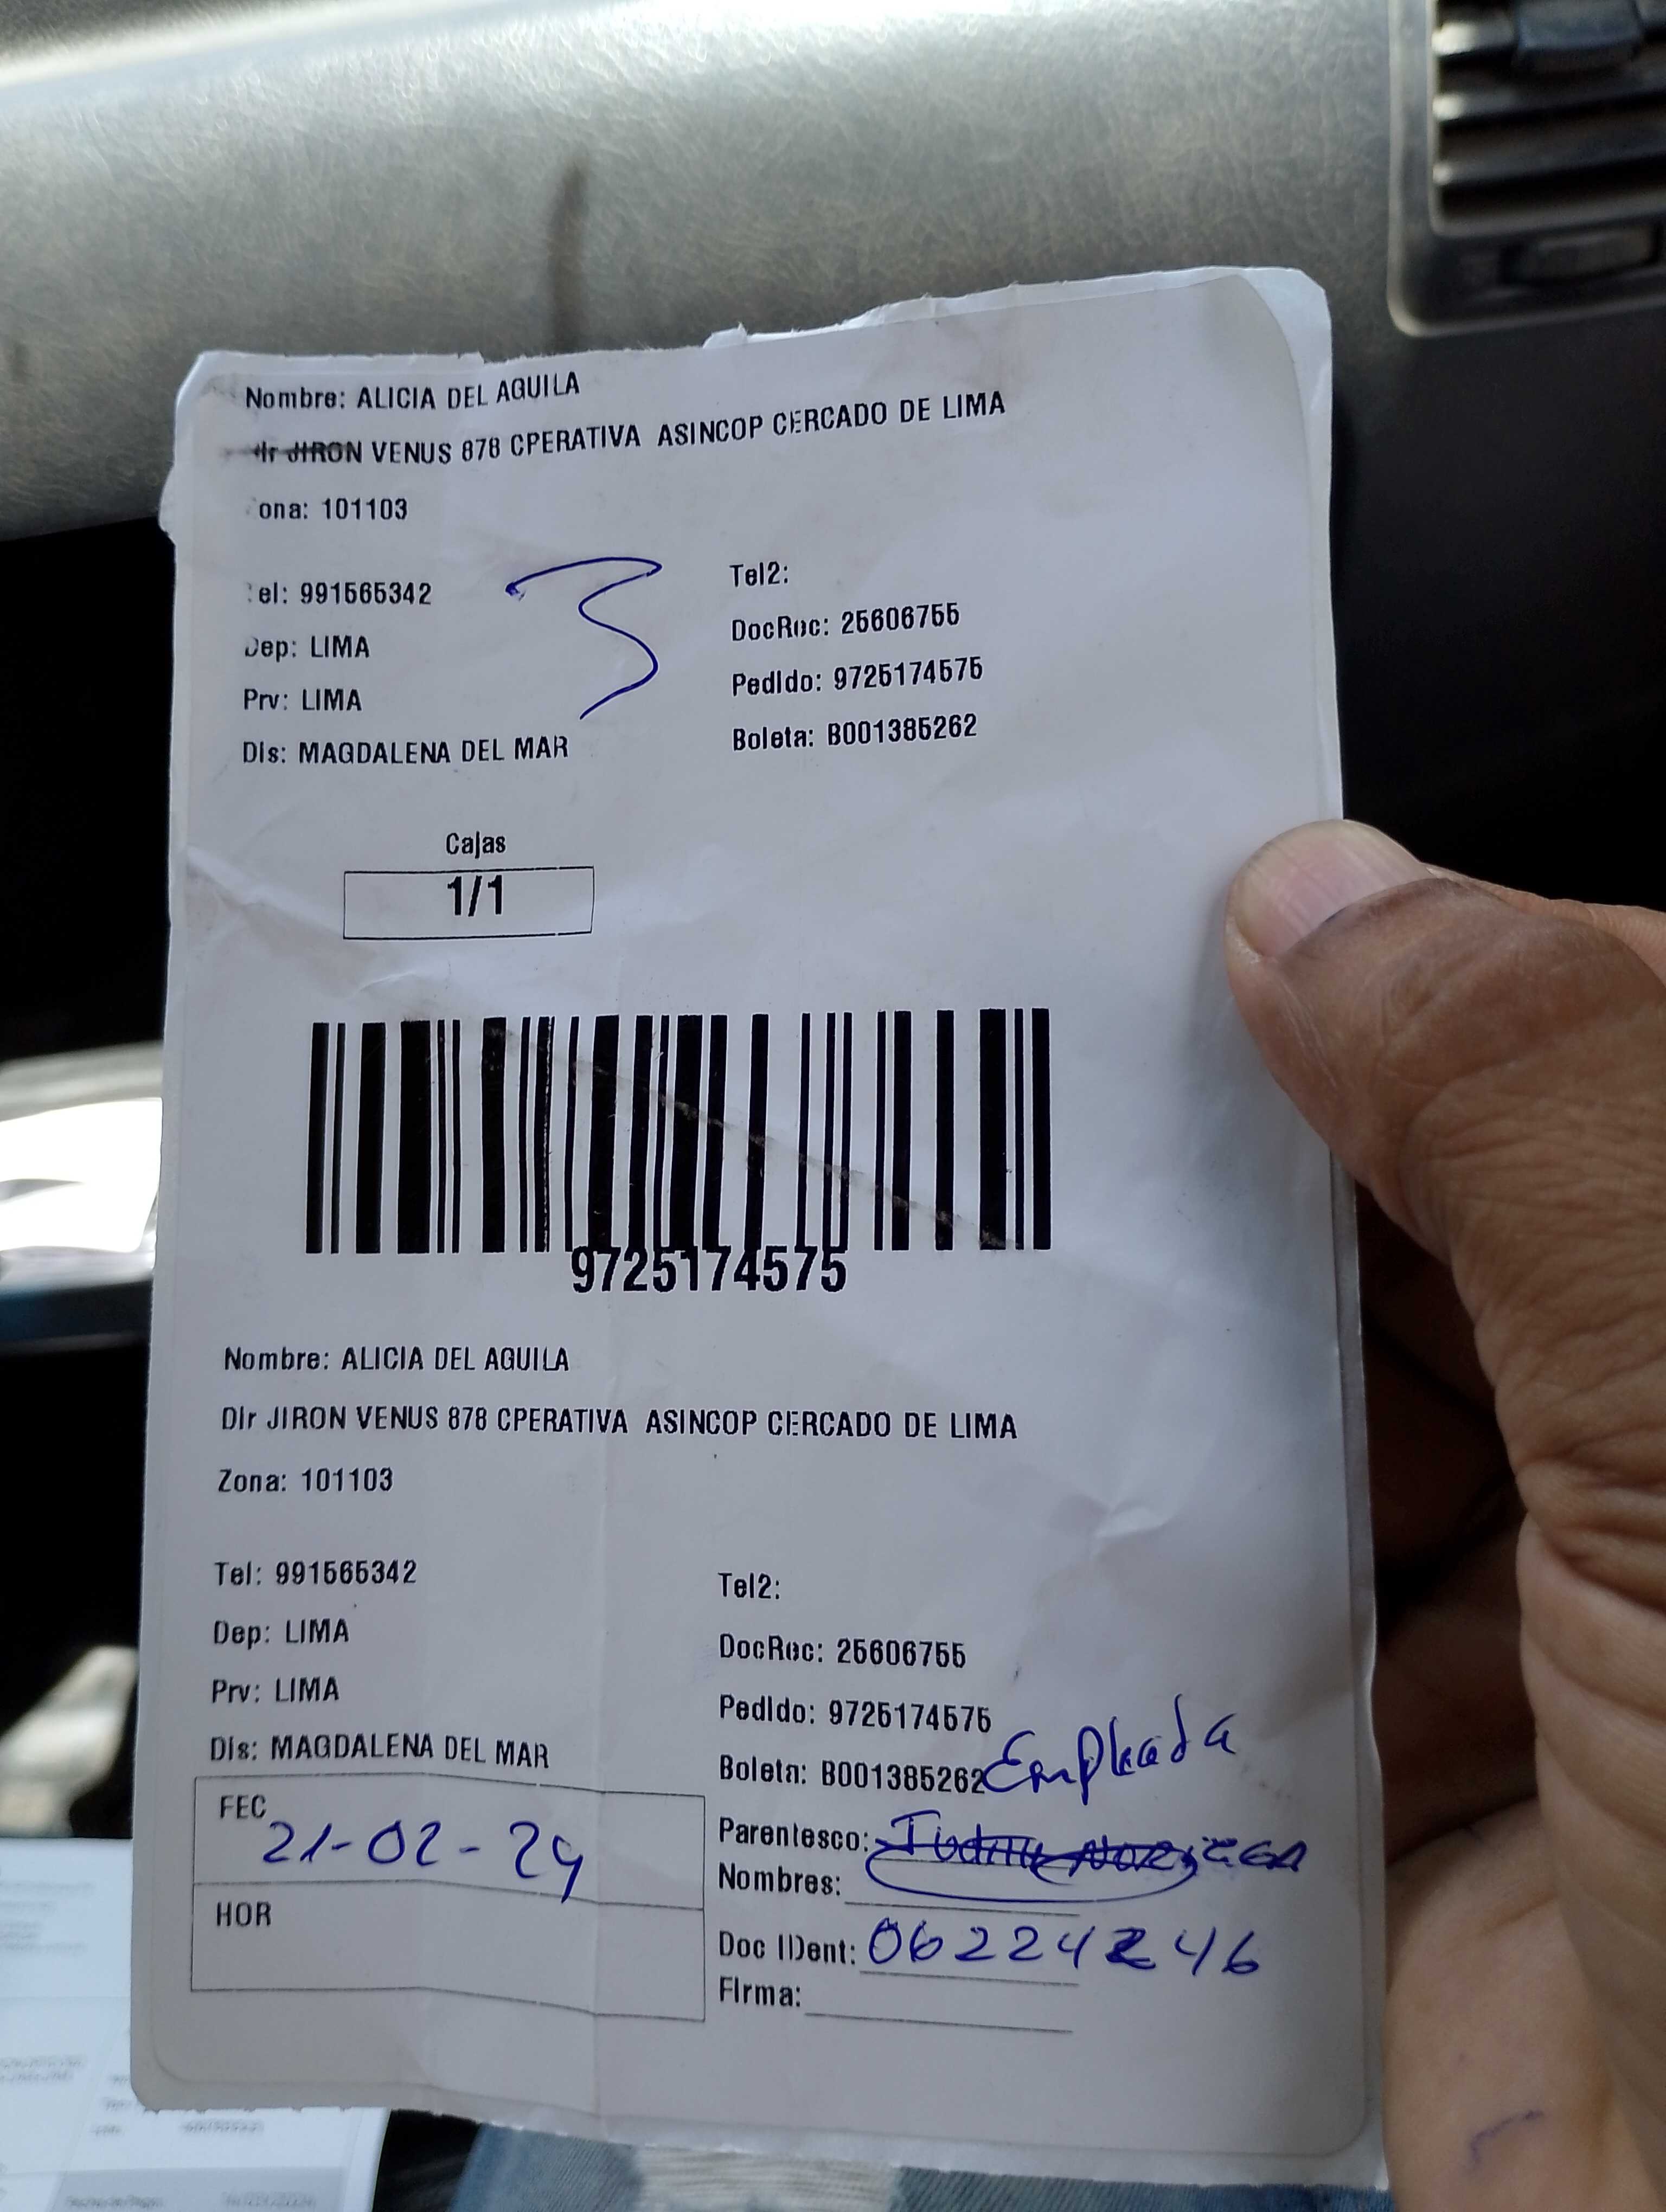 Nombre: ALICIA DEL AGUILA
dir JIRON VENUS 878 CPERATIVA ASINCOP CERCADO DE LIMA
ona: 101103
3
el: 991565342 Tel2:
Dep: LIMA DocRec: 25606755
Prv: LIMA Pedido: 9725174575
Dis: MAGDALENA DEL MAR Boleta: B001385262
Cajas
1/1
9725174575
Nombre: ALICIA DEL AGUILA
Dir JIRON VENUS 878 CPERATIVA ASINCOP CERCADO DE LIMA
Zona: 101103
Tel: 991565342 Tel2:
Dep: LIMA DocRec: 25606755
Prv: LIMA Pedido: 9725174575
Dis: MAGDALENA DEL MAR Boleta: B001385262 Empleada
FEC 21-02-24 Parentesco:
Nombres:
HOR Doc IDent: 06224246
Firma: